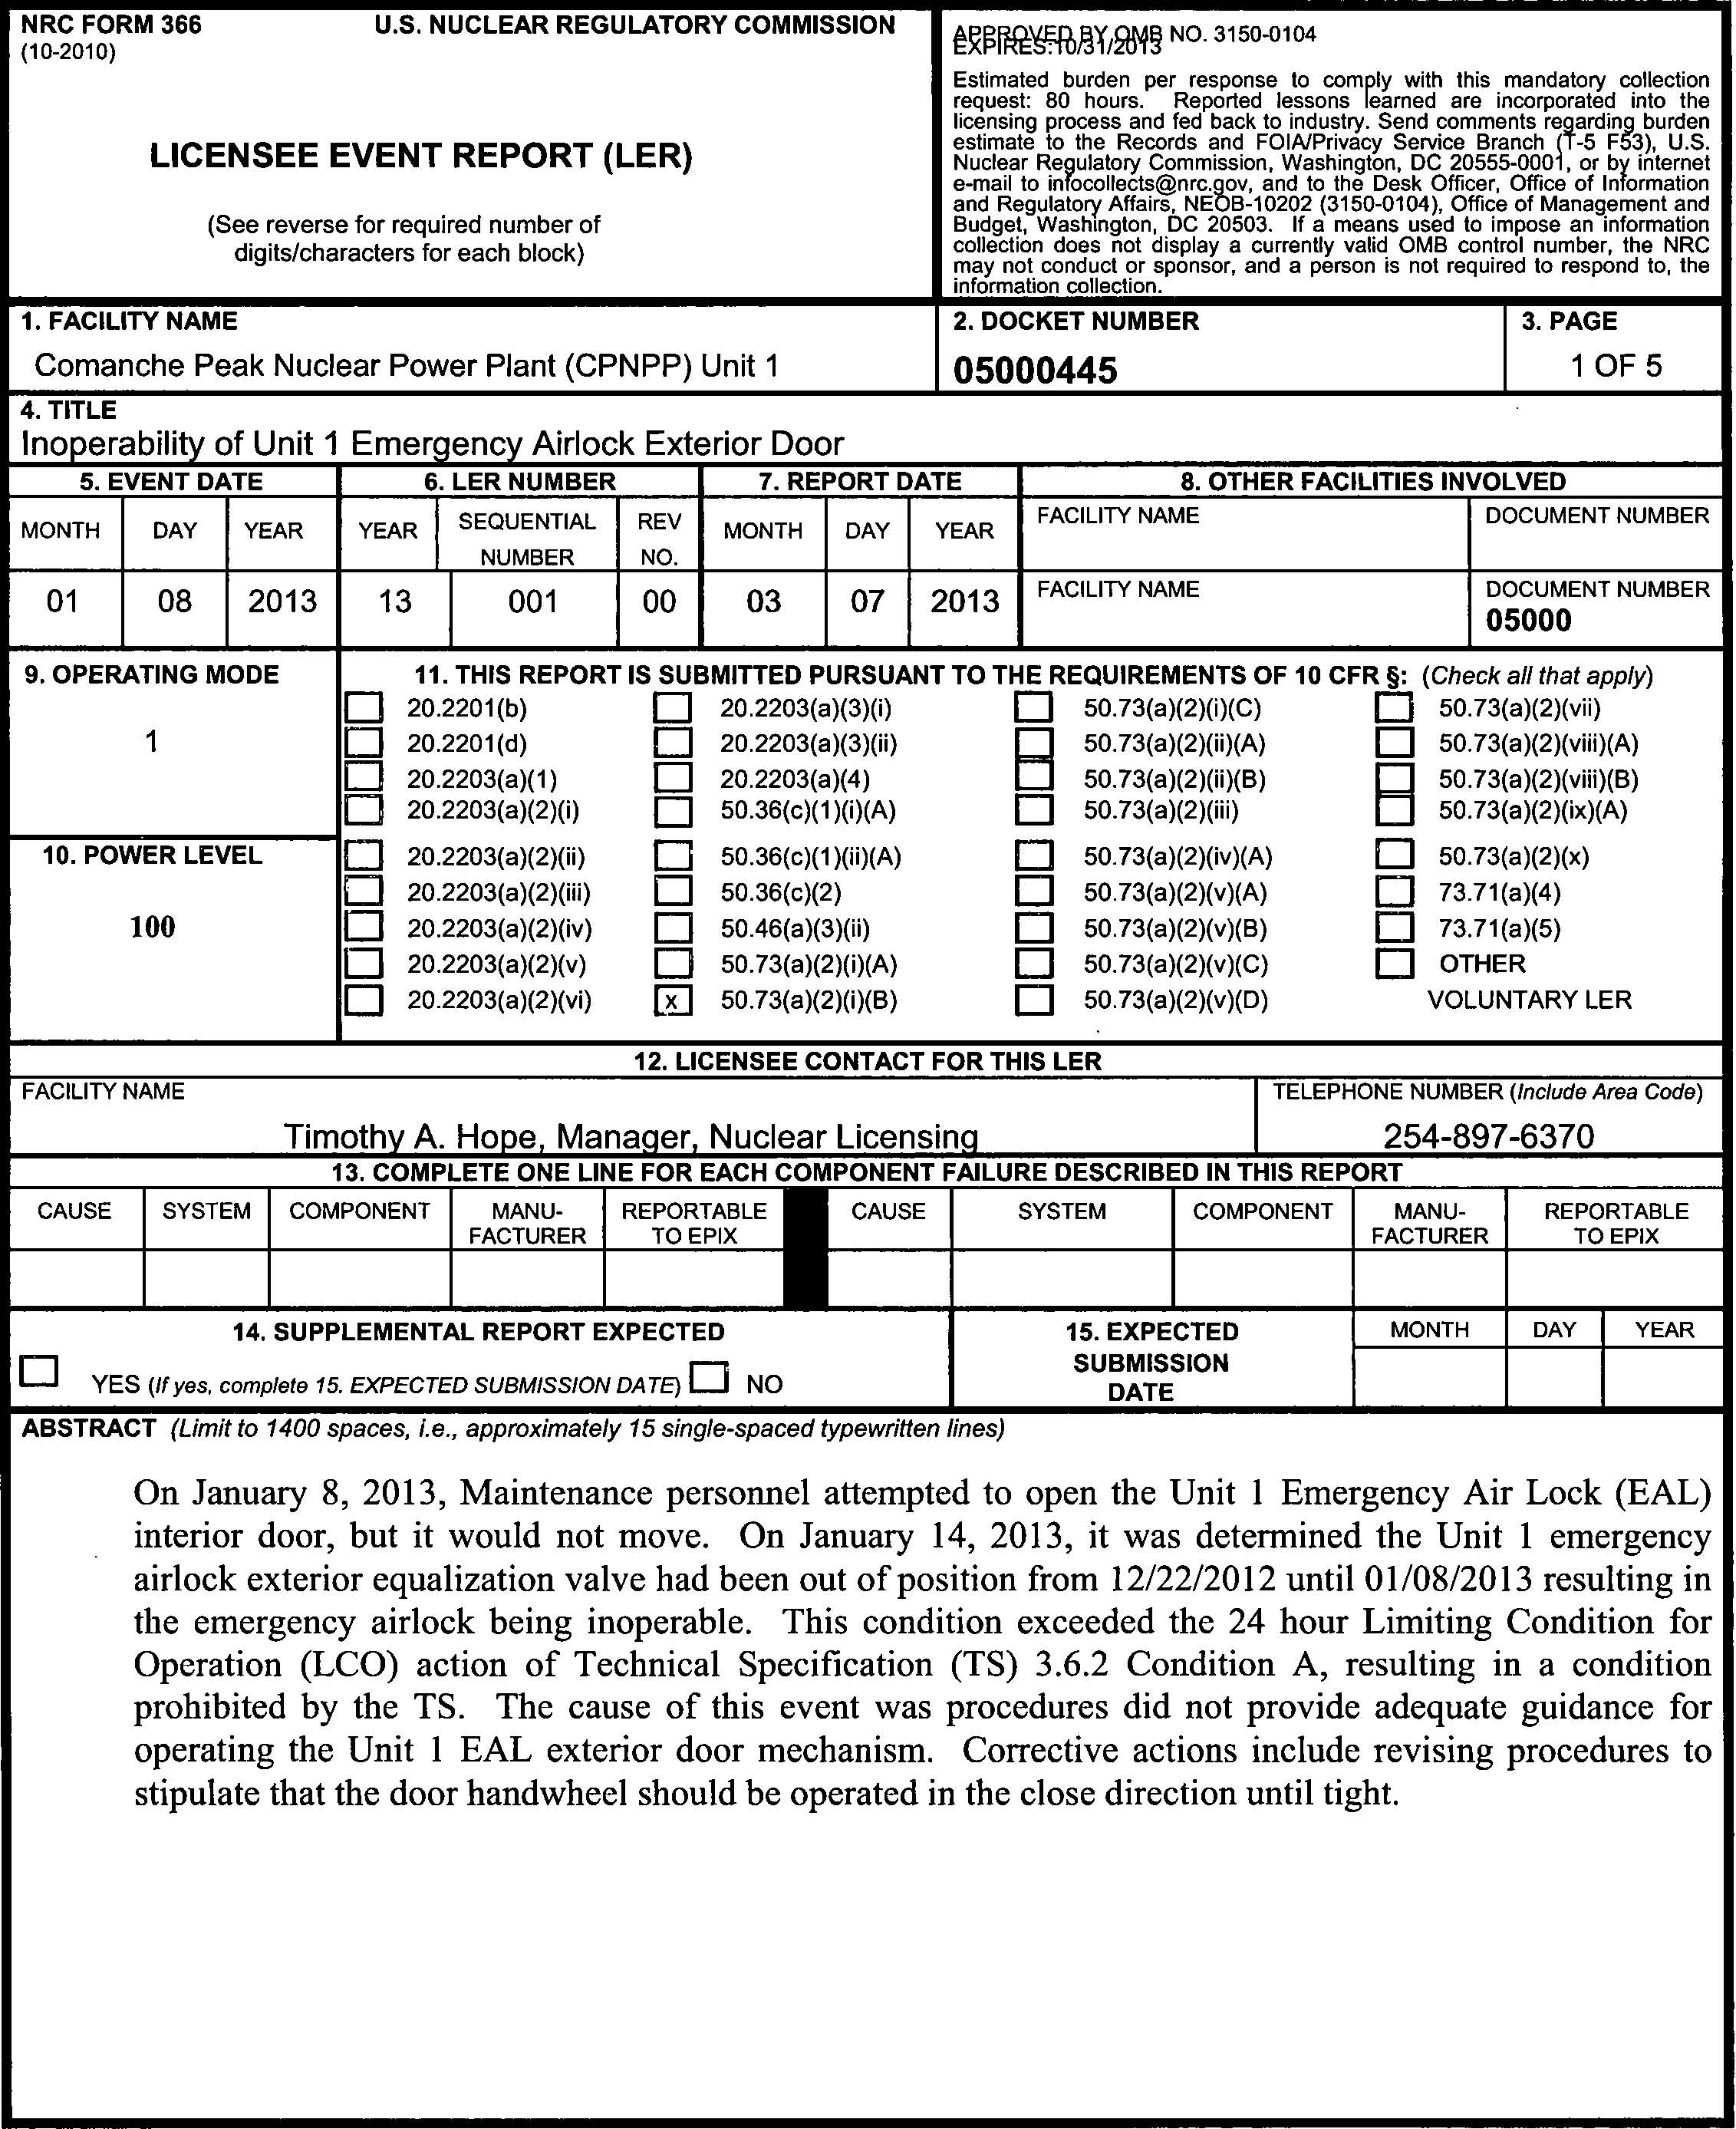 NRC FORM 366 U.S. NUCLEAR REGULATORY COMMISSION
(10-2010)
LICENSEE EVENT REPORT (LER)
(See reverse for required number of
digits/characters for each block)
APPROVED BY OMB NO. 3150-0104
EXPIRES: 10/31/2013
Estimated burden per response to comply with this mandatory collection
request: 80 hours. Reported lessons learned are incorporated into the
licensing process and fed back to industry. Send comments regarding burden
estimate to the Records and FOIA/Privacy Service Branch (T-5 F53), U.S.
Nuclear Regulatory Commission, Washington, DC 20555-0001, or by internet
e-mail to infocollects@nrc.gov, and to the Desk Officer, Office of Information
and Regulatory Affairs, NEOB-10202 (3150-0104), Office of Management and
Budget, Washington, DC 20503. If a means used to impose an information
collection does not display a currently valid OMB control number, the NRC
may not conduct or sponsor, and a person is not required to respond to, the
information collection.
1. FACILITY NAME 2. DOCKET NUMBER 3. PAGE
Comanche Peak Nuclear Power Plant (CPNPP) Unit 1 05000445 1 OF 5
4. TITLE
Inoperability of Unit 1 Emergency Airlock Exterior Door
5. EVENT DATE 6. LER NUMBER 7. REPORT DATE 8. OTHER FACILITIES INVOLVED
MONTH DAY YEAR YEAR SEQUENTIAL NUMBER REV NO. MONTH DAY YEAR FACILITY NAME DOCUMENT NUMBER
01 08 2013 13 001 00 03 07 2013 FACILITY NAME DOCUMENT NUMBER
05000
9. OPERATING MODE 11. THIS REPORT IS SUBMITTED PURSUANT TO THE REQUIREMENTS OF 10 CFR §: (Check all that apply)
1
20.2201(b) 20.2203(a)(3)(i) 50.73(a)(2)(i)(C) 50.73(a)(2)(vii)
20.2201(d) 20.2203(a)(3)(ii) 50.73(a)(2)(ii)(A) 50.73(a)(2)(viii)(A)
20.2203(a)(1) 20.2203(a)(4) 50.73(a)(2)(ii)(B) 50.73(a)(2)(viii)(B)
20.2203(a)(2)(i) 50.36(c)(1)(i)(A) 50.73(a)(2)(iii) 50.73(a)(2)(ix)(A)
10. POWER LEVEL
100
20.2203(a)(2)(ii) 50.36(c)(1)(ii)(A) 50.73(a)(2)(iv)(A) 50.73(a)(2)(x)
20.2203(a)(2)(iii) 50.36(c)(2) 50.73(a)(2)(v)(A) 73.71(a)(4)
20.2203(a)(2)(iv) 50.46(a)(3)(ii) 50.73(a)(2)(v)(B) 73.71(a)(5)
20.2203(a)(2)(v) 50.73(a)(2)(i)(A) 50.73(a)(2)(v)(C) OTHER
20.2203(a)(2)(vi) x 50.73(a)(2)(i)(B) 50.73(a)(2)(v)(D) VOLUNTARY LER
12. LICENSEE CONTACT FOR THIS LER
FACILITY NAME TELEPHONE NUMBER (Include Area Code)
Timothy A. Hope, Manager, Nuclear Licensing 254-897-6370
13. COMPLETE ONE LINE FOR EACH COMPONENT FAILURE DESCRIBED IN THIS REPORT
CAUSE SYSTEM COMPONENT MANU- REPORTABLE CAUSE SYSTEM COMPONENT MANU- REPORTABLE
FACTURER TO EPIX FACTURER TO EPIX
14. SUPPLEMENTAL REPORT EXPECTED 15. EXPECTED MONTH DAY YEAR
SUBMISSION
YES (If yes, complete 15. EXPECTED SUBMISSION DATE) NO DATE
ABSTRACT (Limit to 1400 spaces, i.e., approximately 15 single-spaced typewritten lines)
On January 8, 2013, Maintenance personnel attempted to open the Unit 1 Emergency Air Lock (EAL)
interior door, but it would not move. On January 14, 2013, it was determined the Unit 1 emergency
airlock exterior equalization valve had been out of position from 12/22/2012 until 01/08/2013 resulting in
the emergency airlock being inoperable. This condition exceeded the 24 hour Limiting Condition for
Operation (LCO) action of Technical Specification (TS) 3.6.2 Condition A, resulting in a condition
prohibited by the TS. The cause of this event was procedures did not provide adequate guidance for
operating the Unit 1 EAL exterior door mechanism. Corrective actions include revising procedures to
stipulate that the door handwheel should be operated in the close direction until tight.